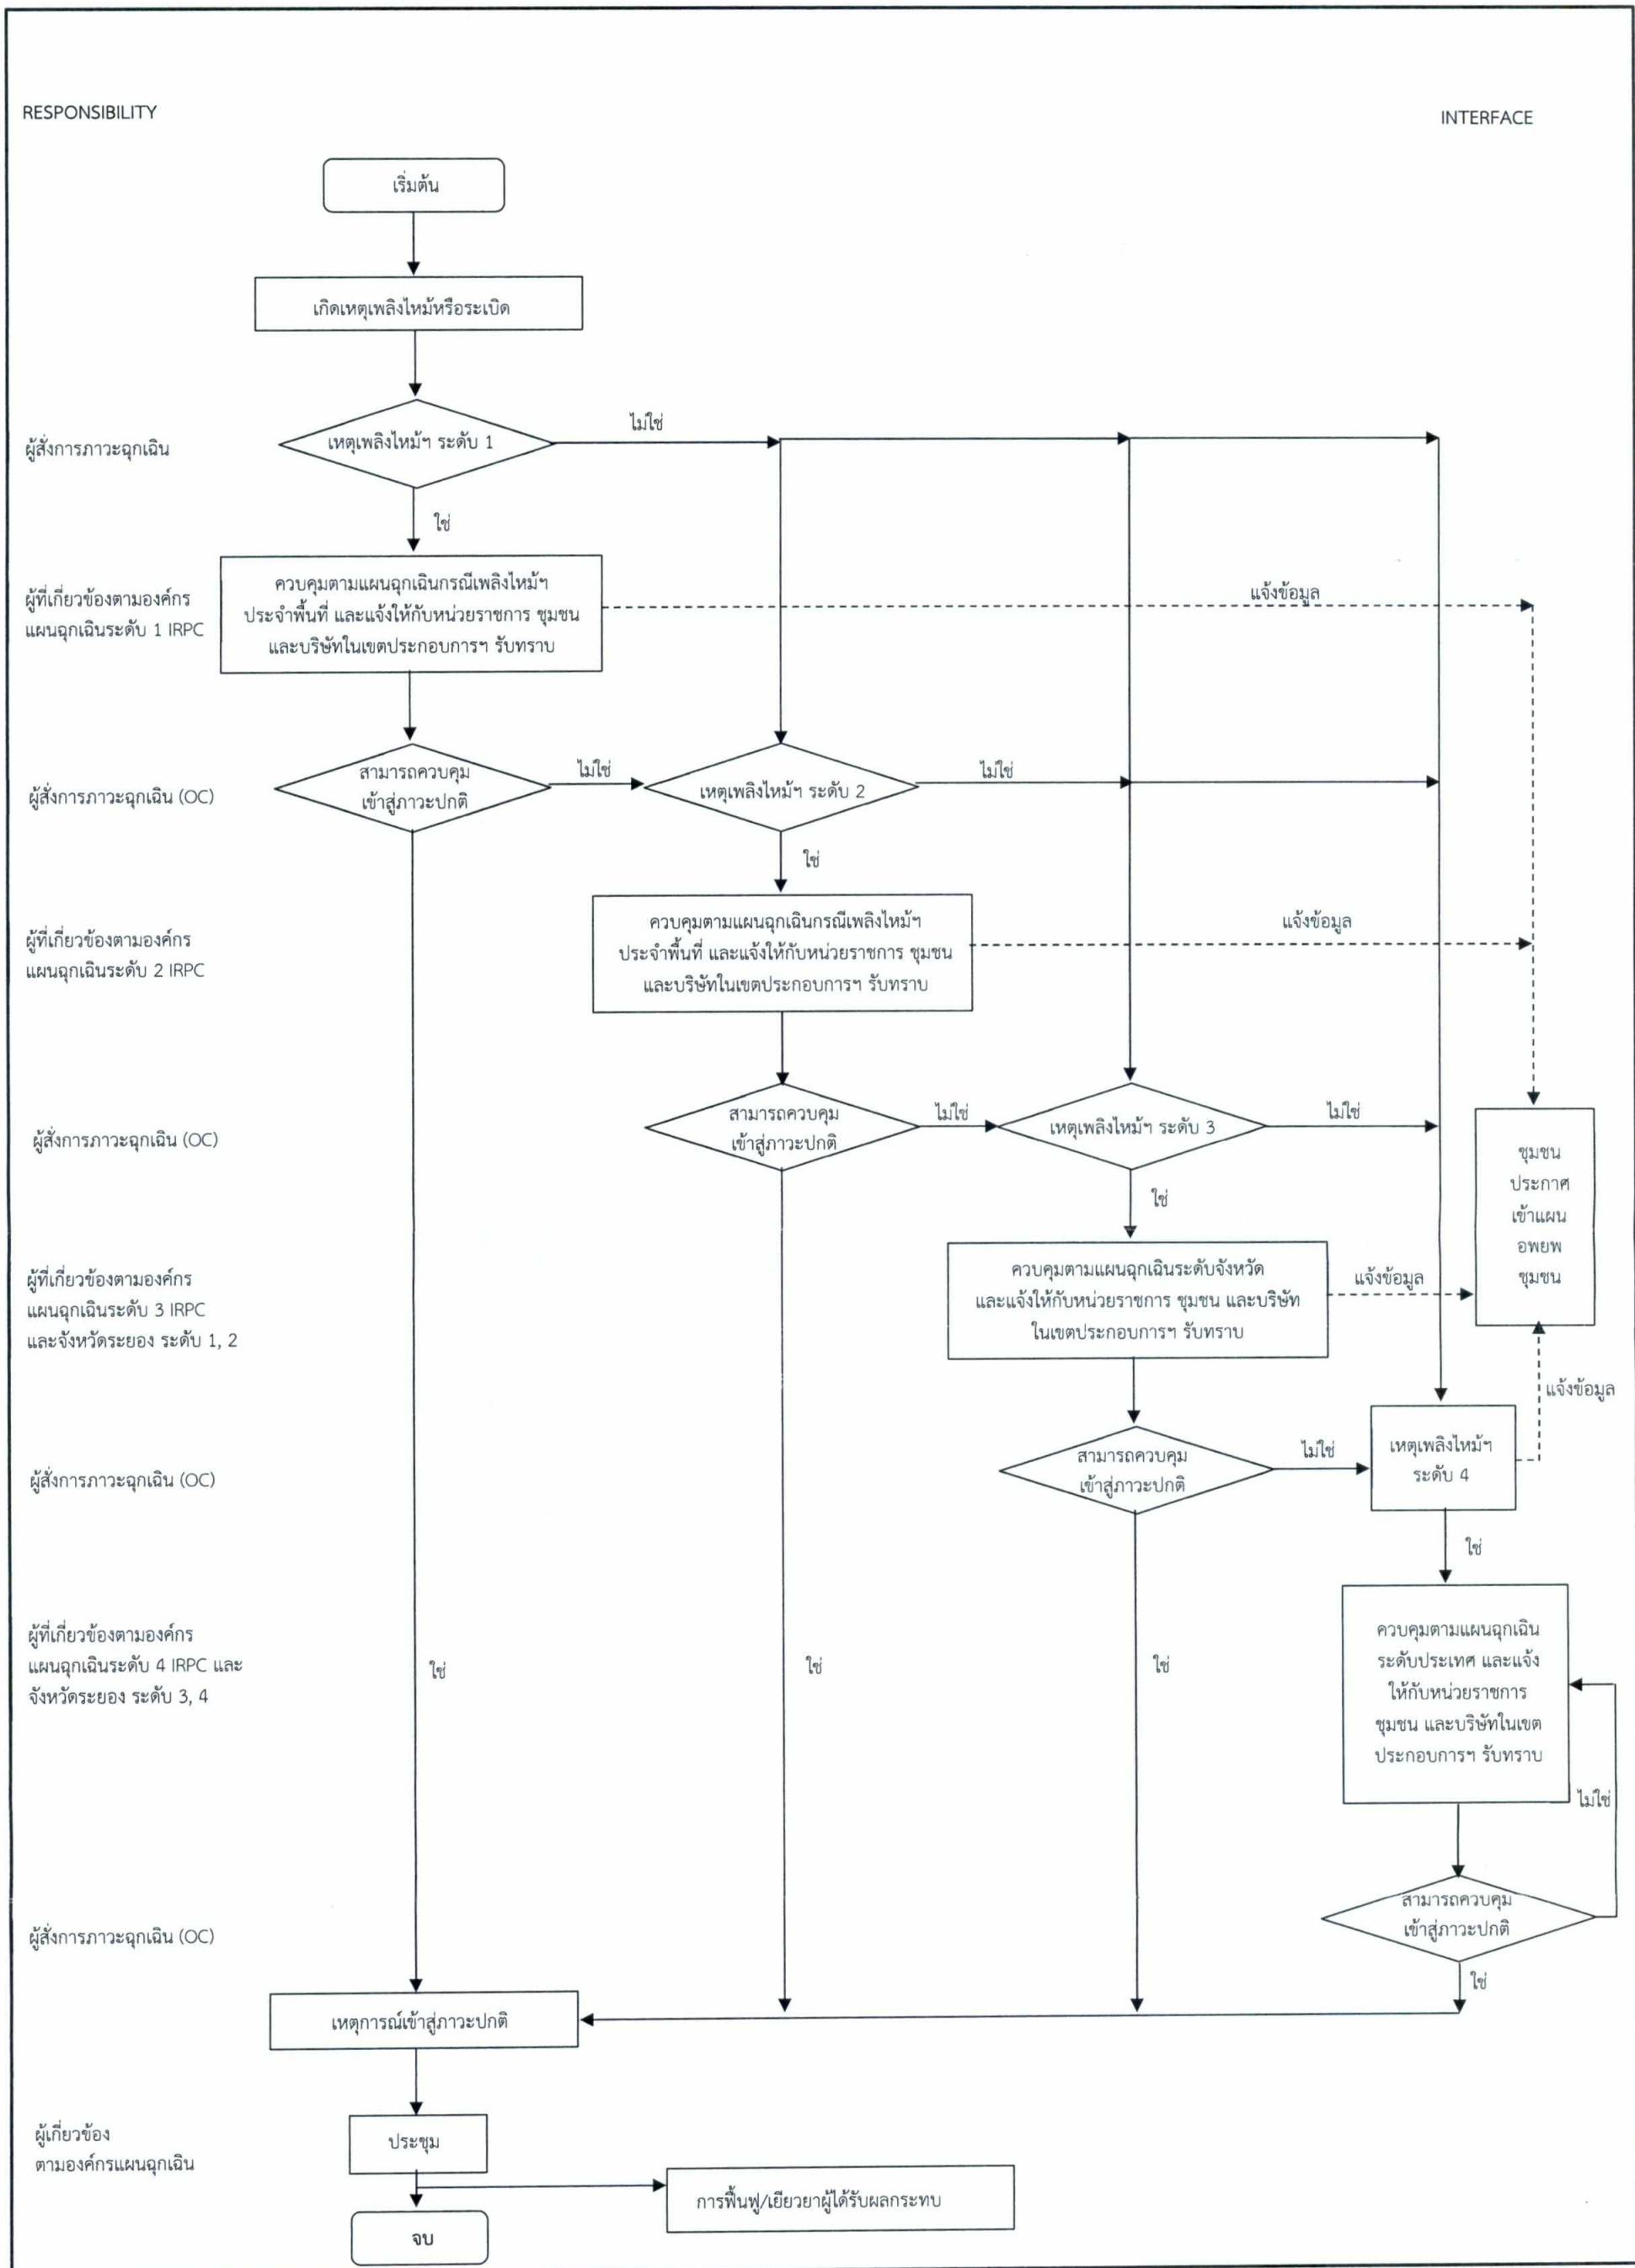 RESPONSIBILITY
INTERFACE
เริ่มต้น
เกิดเหตุเพลิงไหม้หรือระเบิด
ผู้สั่งการภาวะฉุกเฉิน
เหตุเพลิงไหม้ฯ ระดับ 1
ไม่ใช่
ใช่
ผู้ที่เกี่ยวข้องตามองค์กร
แผนฉุกเฉินระดับ 1 IRPC
ควบคุมตามแผนฉุกเฉินกรณีเพลิงไหม้ฯ
ประจำพื้นที่ และแจ้งให้กับหน่วยราชการ ชุมชน
และบริษัทในเขตประกอบการฯ รับทราบ
แจ้งข้อมูล
ผู้สั่งการภาวะฉุกเฉิน (OC)
สามารถควบคุม
เข้าสู่ภาวะปกติ
ไม่ใช่
เหตุเพลิงไหม้ฯ ระดับ 2
ไม่ใช่
ใช่
ผู้ที่เกี่ยวข้องตามองค์กร
แผนฉุกเฉินระดับ 2 IRPC
ควบคุมตามแผนฉุกเฉินกรณีเพลิงไหม้ฯ
ประจำพื้นที่ และแจ้งให้กับหน่วยราชการ ชุมชน
และบริษัทในเขตประกอบการฯ รับทราบ
แจ้งข้อมูล
ผู้สั่งการภาวะฉุกเฉิน (OC)
สามารถควบคุม
เข้าสู่ภาวะปกติ
ไม่ใช่
เหตุเพลิงไหม้ฯ ระดับ 3
ไม่ใช่
ใช่
ชุมชน
ประกาศ
เข้าแผน
อพยพ
ชุมชน
ผู้ที่เกี่ยวข้องตามองค์กร
แผนฉุกเฉินระดับ 3 IRPC
และจังหวัดระยอง ระดับ 1, 2
ควบคุมตามแผนฉุกเฉินระดับจังหวัด
และแจ้งให้กับหน่วยราชการ ชุมชน และบริษัท
ในเขตประกอบการฯ รับทราบ
แจ้งข้อมูล
แจ้งข้อมูล
ผู้สั่งการภาวะฉุกเฉิน (OC)
สามารถควบคุม
เข้าสู่ภาวะปกติ
ไม่ใช่
เหตุเพลิงไหม้ฯ
ระดับ 4
ใช่
ผู้ที่เกี่ยวข้องตามองค์กร
แผนฉุกเฉินระดับ 4 IRPC และ
จังหวัดระยอง ระดับ 3, 4
ใช่
ใช่
ใช่
ควบคุมตามแผนฉุกเฉิน
ระดับประเทศ และแจ้ง
ให้กับหน่วยราชการ
ชุมชน และบริษัทในเขต
ประกอบการฯ รับทราบ
ไม่ใช่
ผู้สั่งการภาวะฉุกเฉิน (OC)
สามารถควบคุม
เข้าสู่ภาวะปกติ
ใช่
เหตุการณ์เข้าสู่ภาวะปกติ
ผู้เกี่ยวข้อง
ตามองค์กรแผนฉุกเฉิน
ประชุม
การฟื้นฟู/เยียวยาผู้ได้รับผลกระทบ
จบ